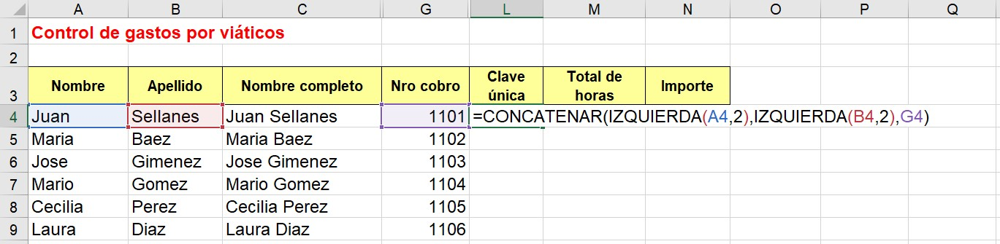 A B C G L M N O P Q
1 Control de gastos por viáticos
2
3 Nombre Apellido Nombre completo Nro cobro Clave única Total de horas Importe
4 Juan Sellanes Juan Sellanes 1101 =CONCATENAR(IZQUIERDA(A4,2),IZQUIERDA(B4,2),G4)
5 Maria Baez Maria Baez 1102
6 Jose Gimenez Jose Gimenez 1103
7 Mario Gomez Mario Gomez 1104
8 Cecilia Perez Cecilia Perez 1105
9 Laura Diaz Laura Diaz 1106